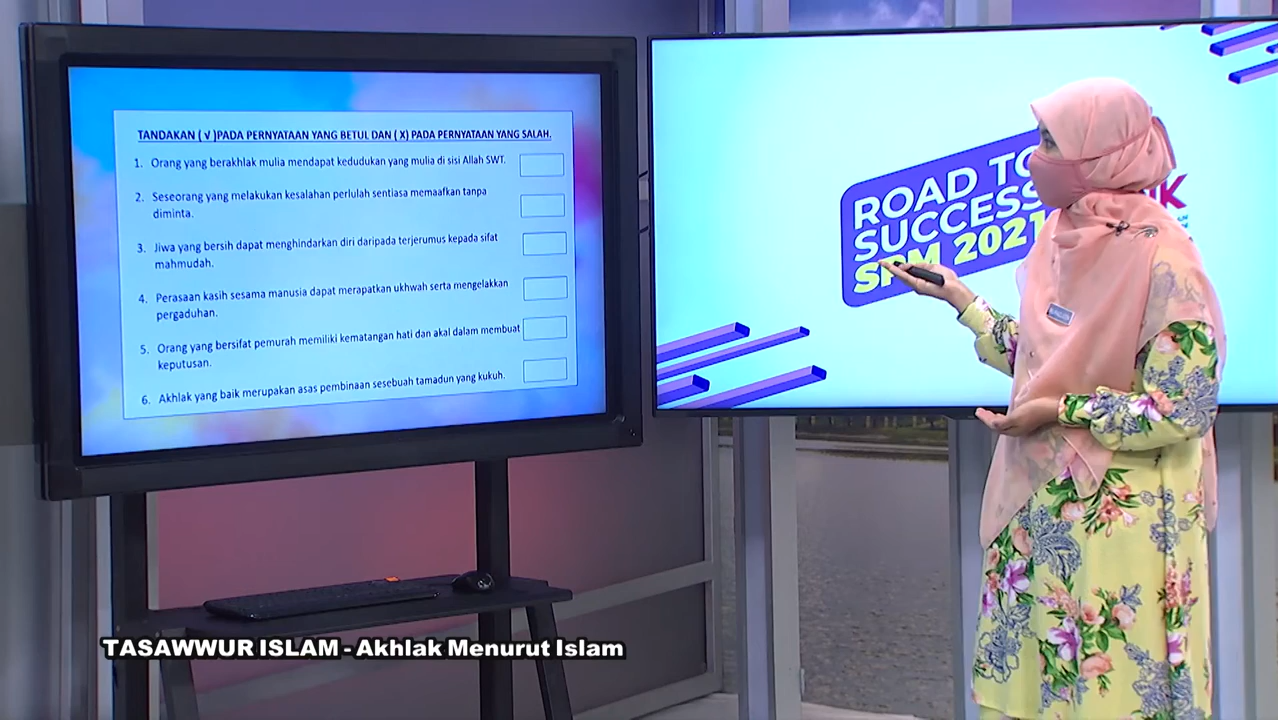 TANDAKAN ( √ )PADA PERNYATAAN YANG BETUL DAN ( X) PADA PERNYATAAN YANG SALAH.
1. Orang yang berakhlak mulia mendapat kedudukan yang mulia di sisi Allah SWT.
2. Seseorang yang melakukan kesalahan perlulah sentiasa memaafkan tanpa
diminta.
3. Jiwa yang bersih dapat menghindarkan diri daripada terjerumus kepada sifat
mahmudah.
4. Perasaan kasih sesama manusia dapat merapatkan ukhwah serta mengelakkan
pergaduhan.
5. Orang yang bersifat pemurah memiliki kematangan hati dan akal dalam membuat
keputusan.
6. Akhlak yang baik merupakan asas pembinaan sesebuah tamadun yang kukuh.
ROAD TO
SUCCESS
SPM 2021
TASAWWUR ISLAM - Akhlak Menurut Islam